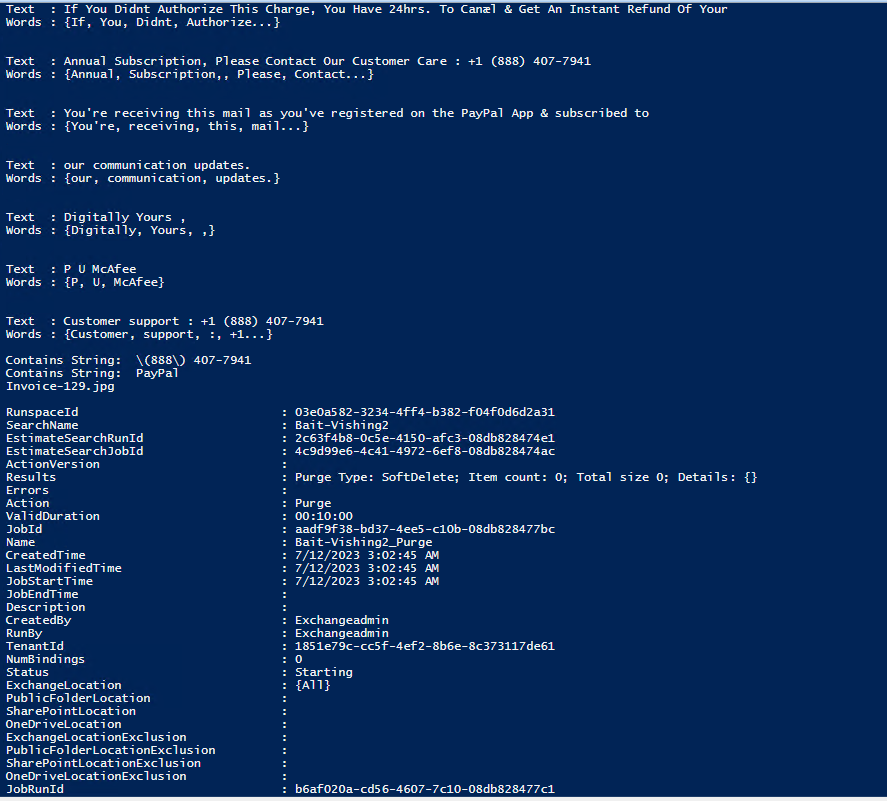 Text  : If You Didnt Authorize This Charge, You Have 24hrs. To Canæl & Get An Instant Refund Of Your
Words : {If, You, Didnt, Authorize...}
Text  : Annual Subscription, Please Contact Our Customer Care : +1 (888) 407-7941
Words : {Annual, Subscription,, Please, Contact...}
Text  : You're receiving this mail as you've registered on the PayPal App & subscribed to
Words : {You're, receiving, this, mail...}
Text  : our communication updates.
Words : {our, communication, updates.}
Text  : Digitally Yours ,
Words : {Digitally, Yours, ,}
Text  : P U McAfee
Words : {P, U, McAfee}
Text  : Customer support : +1 (888) 407-7941
Words : {Customer, support, :, +1...}
Contains String:  \(888\) 407-7941
Contains String:  PayPal
Invoice-129.jpg
RunspaceId : 03e0a582-3234-4ff4-b382-f04f0d6d2a31
SearchName : Bait-Vishing2
EstimateSearchRunId : 2c63f4b8-0c5e-4150-afc3-08db828474e1
EstimateSearchJobId : 4c9d99e6-4c41-4972-6ef8-08db828474ac
ActionVersion :
Results : Purge Type: SoftDelete; Item count: 0; Total size 0; Details: {}
Errors :
Action : Purge
ValidDuration : 00:10:00
JobId : aadf9f38-bd37-4ee5-c10b-08db828477bc
Name : Bait-Vishing2_Purge
CreatedTime : 7/12/2023 3:02:45 AM
LastModifiedTime : 7/12/2023 3:02:45 AM
JobStartTime : 7/12/2023 3:02:45 AM
JobEndTime :
Description :
CreatedBy : Exchangeadmin
RunBy : Exchangeadmin
TenantId : 1851e79c-cc5f-4ef2-8b6e-8c373117de61
NumBindings : 0
Status : Starting
ExchangeLocation : {All}
PublicFolderLocation :
SharePointLocation :
OneDriveLocation :
ExchangeLocationExclusion :
PublicFolderLocationExclusion :
SharePointLocationExclusion :
OneDriveLocationExclusion :
JobRunId : b6af020a-cd56-4607-7c10-08db828477c1